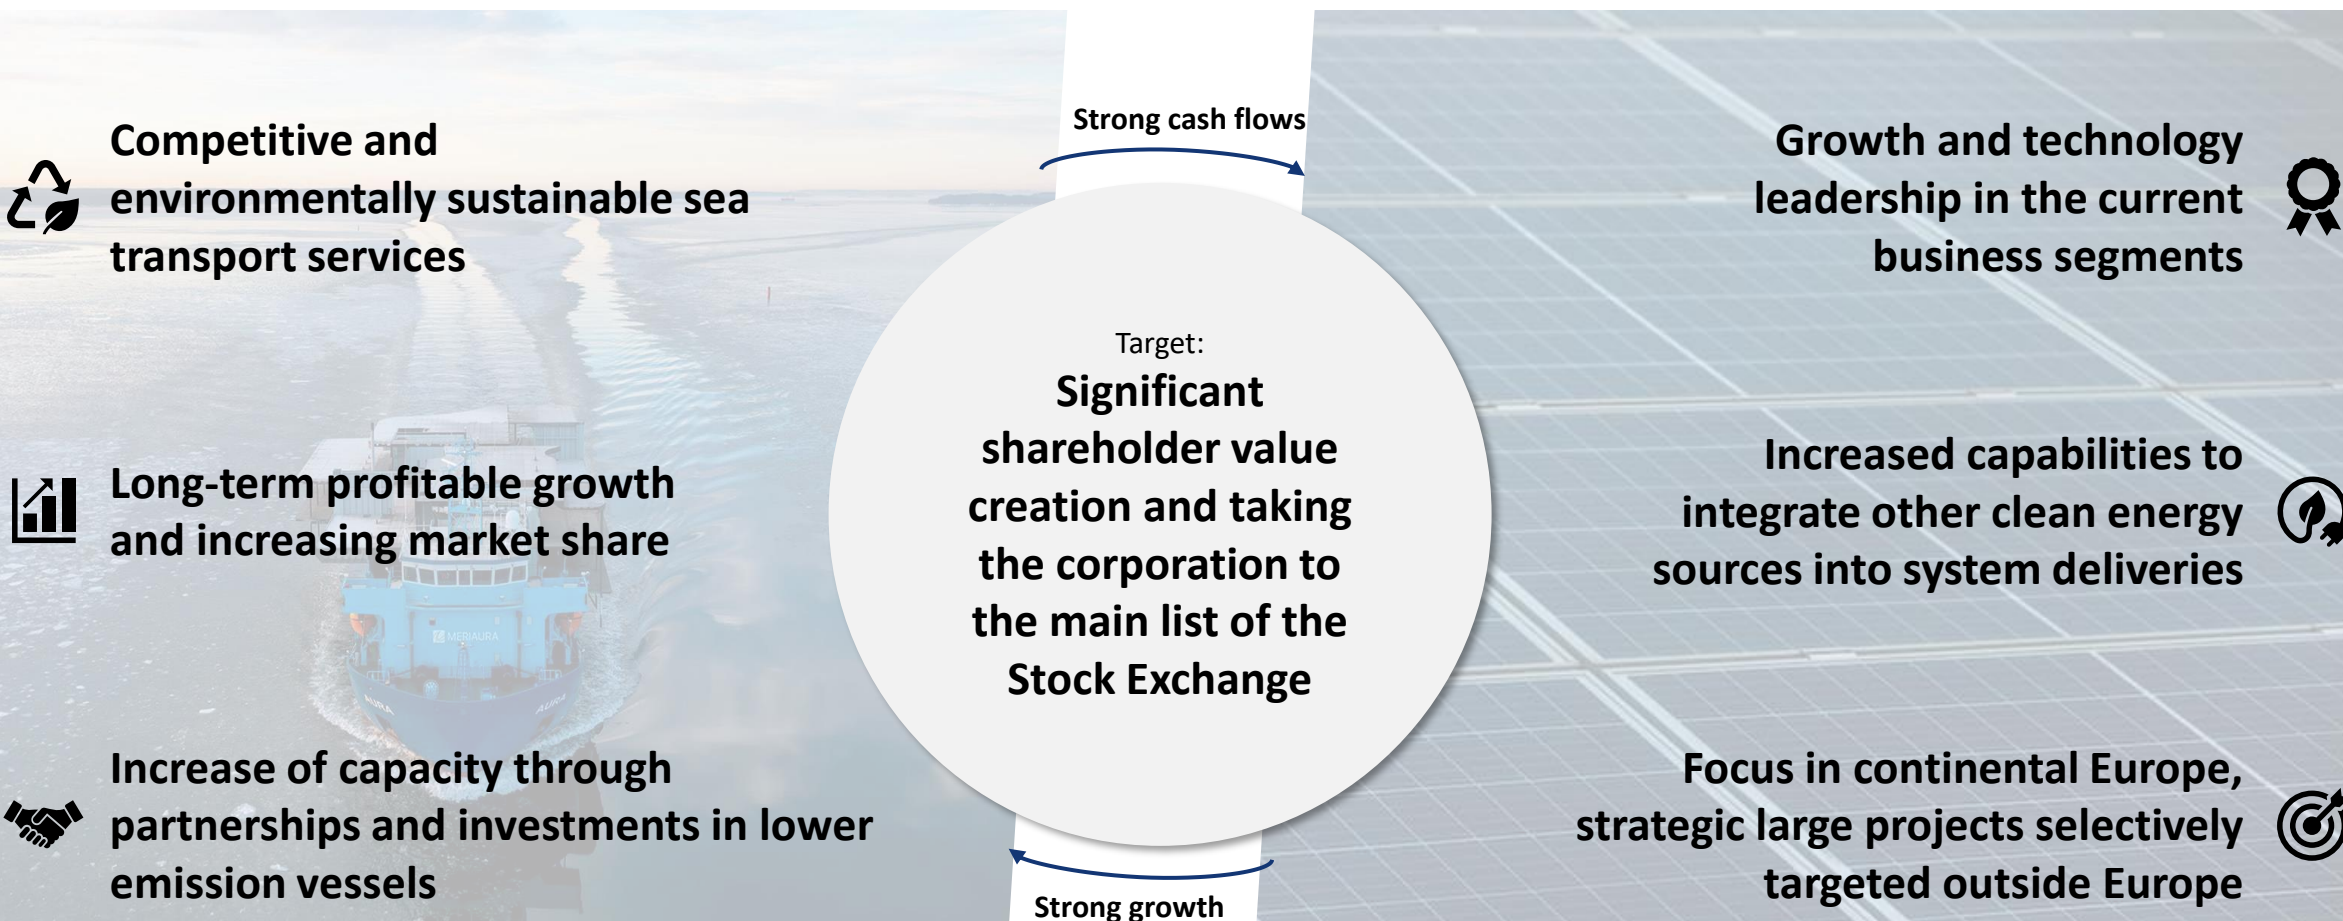 Strong cash flows
Competitive and
environmentally sustainable sea
transport services
Long-term profitable growth
and increasing market share
Increase of capacity through
partnerships and investments in lower
emission vessels
Target:
Significant
shareholder value
creation and taking
the corporation to
the main list of the
Stock Exchange
Growth and technology
leadership in the current
business segments
Increased capabilities to
integrate other clean energy
sources into system deliveries
Focus in continental Europe,
strategic large projects selectively
targeted outside Europe
Strong growth
MERIAURA
AURA
AURA